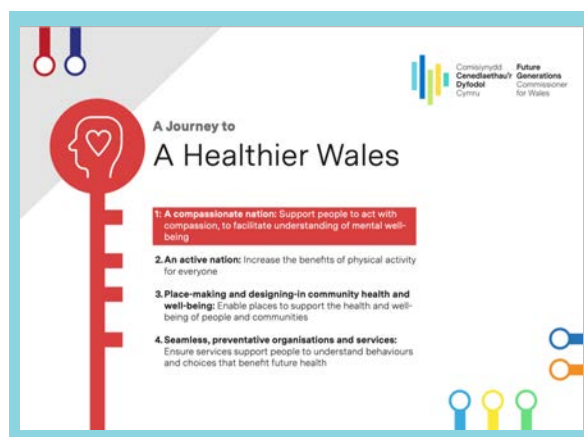 Comisiynydd
Cenedlaethau'r
Dyfodol
Cymru
Future
Generations
Commissioner
for Wales
A Journey to
A Healthier Wales
1: A compassionate nation: Support people to act with
compassion, to facilitate understanding of mental well-
being
2. An active nation: Increase the benefits of physical activity
for everyone
3. Place-making and designing-in community health and
well-being: Enable places to support the health and well-
being of people and communities
4. Seamless, preventative organisations and services:
Ensure services support people to understand behaviours
and choices that benefit future health